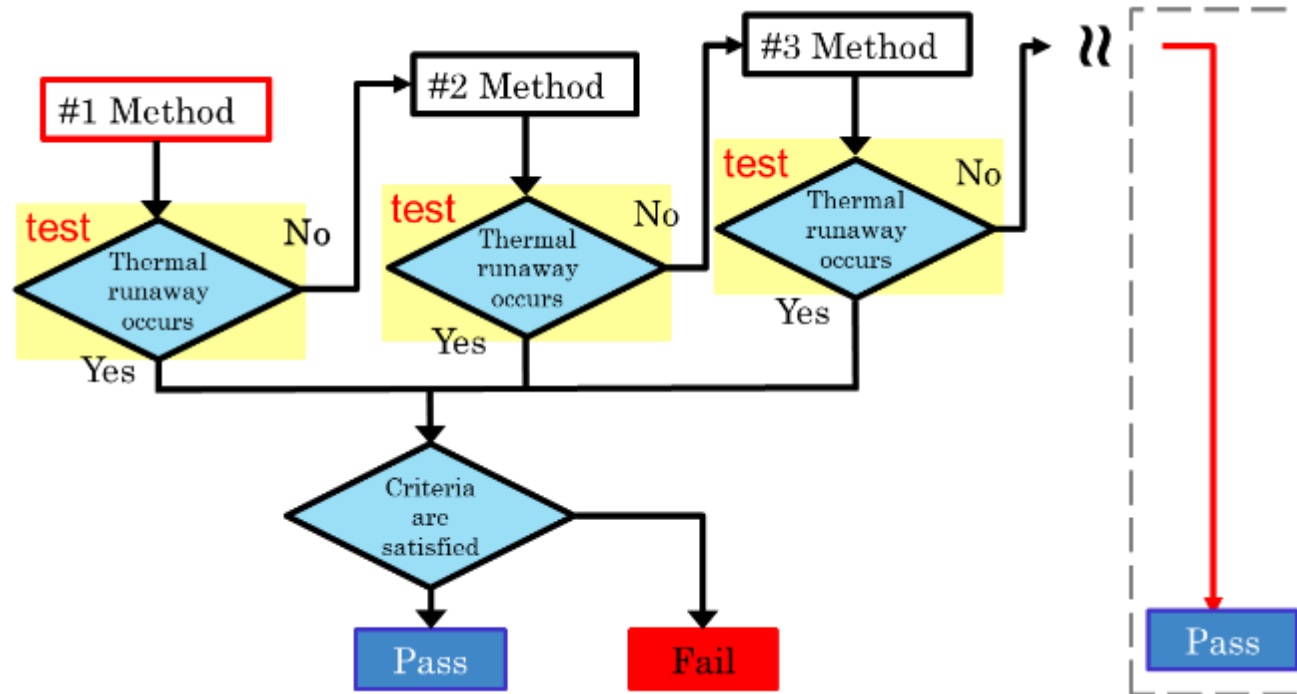 #1 Method
test
Thermal
runaway
occurs
No
Yes
#2 Method
test
Thermal
runaway
occurs
No
Yes
#3 Method
test
Thermal
runaway
occurs
No
Yes
Criteria
are
satisfied
Pass
Fail
Pass